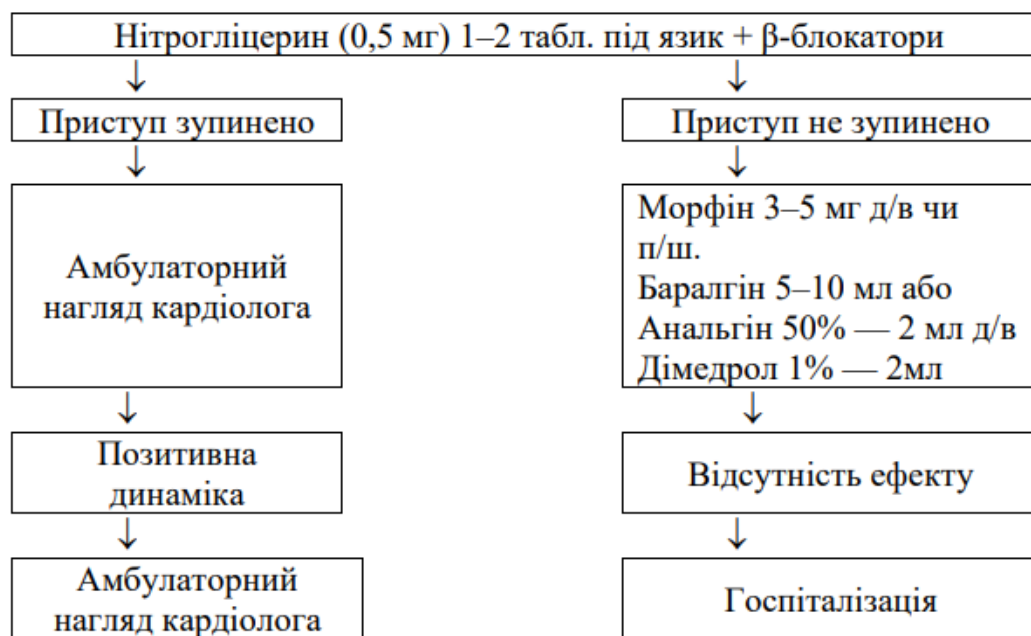 Нітрогліцерин (0,5 мг) 1–2 табл. під язик + β-блокатори
↓ ↓
Приступ зупинено
Приступ не зупинено
↓ ↓
Амбулаторний
нагляд кардіолога
Морфін 3–5 мг д/в чи
п/ш.
Баралгін 5–10 мл або
Анальгін 50% — 2 мл д/в
Дімедрол 1% — 2мл
↓ ↓
Позитивна
динаміка
Відсутність ефекту
↓ ↓
Амбулаторний
нагляд кардіолога
Госпіталізація